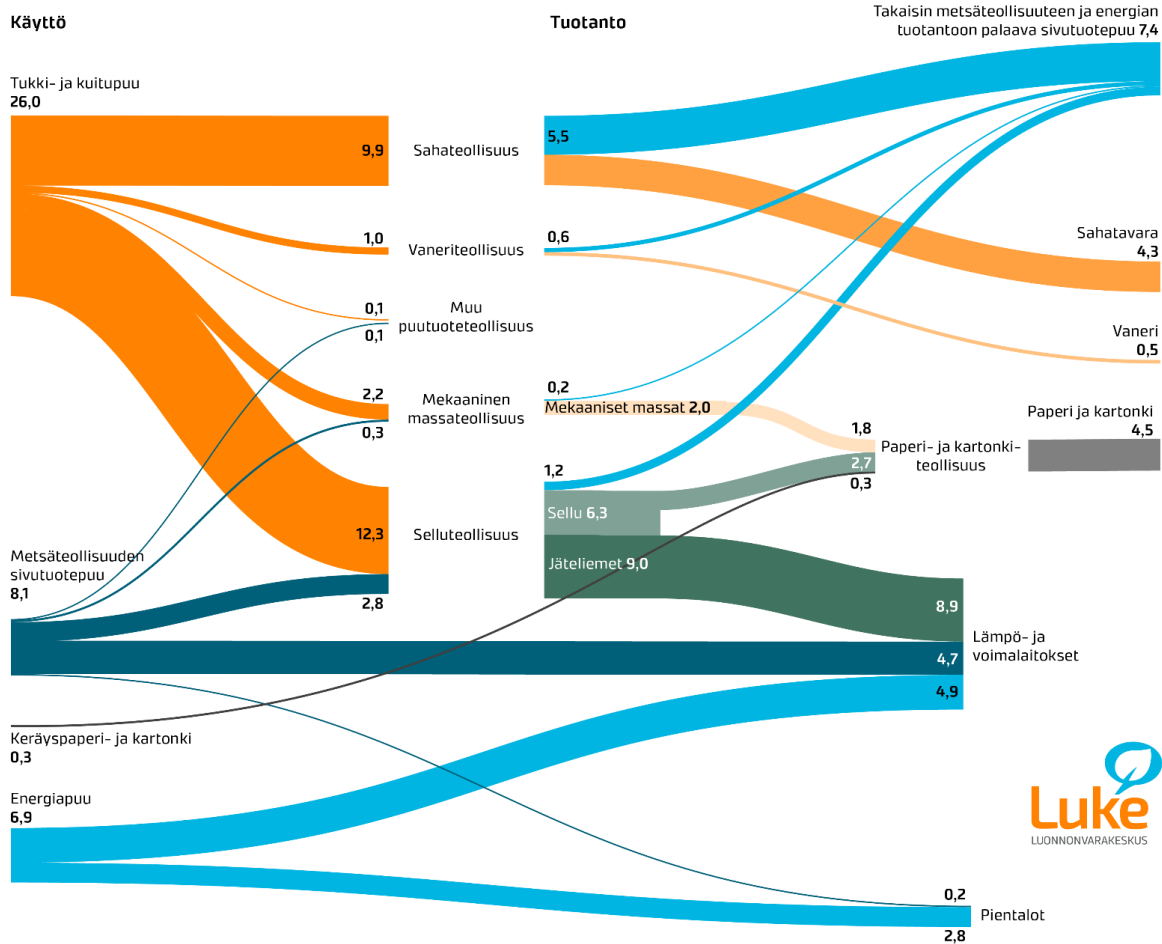 Käyttö
Tuotanto
Takaisin metsäteollisuuteen ja energian
tuotantoon palaava sivutuotepuu 7,4
Tukki- ja kuitupuu
26,0
9,9
Sahateollisuus
5,5
1,0
Vaneriteollisuus
0,6
Sahatavara
4,3
0,1
Muu
puutuoteteollisuus
0,1
Vaneri
0,5
2,2
Mekaaninen
massateollisuus
0,3
0,2
Mekaaniset massat 2,0
1,8
Paperi- ja kartonki-
teollisuus
2,7
0,3
Paperi ja kartonki
4,5
1,2
Sellu 6,3
12,3
Selluteollisuus
Jäteliemet 9,0
Metsäteollisuuden
sivutuotepuu
8,1
2,8
8,9
Lämpö- ja
voimalaitokset
4,7
4,9
Keräyspaperi- ja kartonki
0,3
Energiapuu
6,9
Luke
LUONNONVARAKESKUS
0,2
Pientalot
2,8